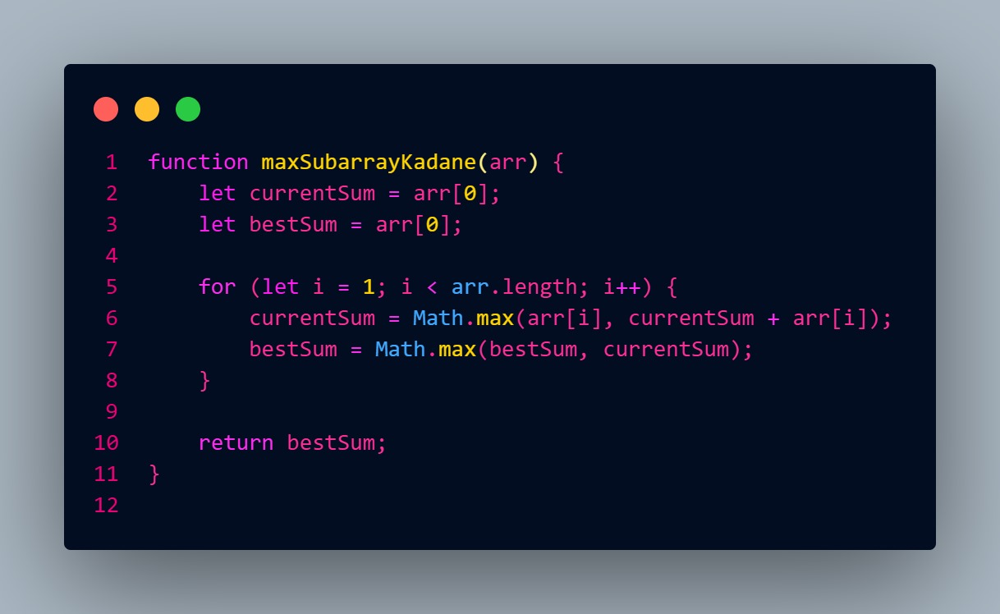 1 function maxSubarrayKadane(arr) {
2     let currentSum = arr[0];
3     let bestSum = arr[0];
4
5     for (let i = 1; i < arr.length; i++) {
6         currentSum = Math.max(arr[i], currentSum + arr[i]);
7         bestSum = Math.max(bestSum, currentSum);
8     }
9
10     return bestSum;
11 }
12